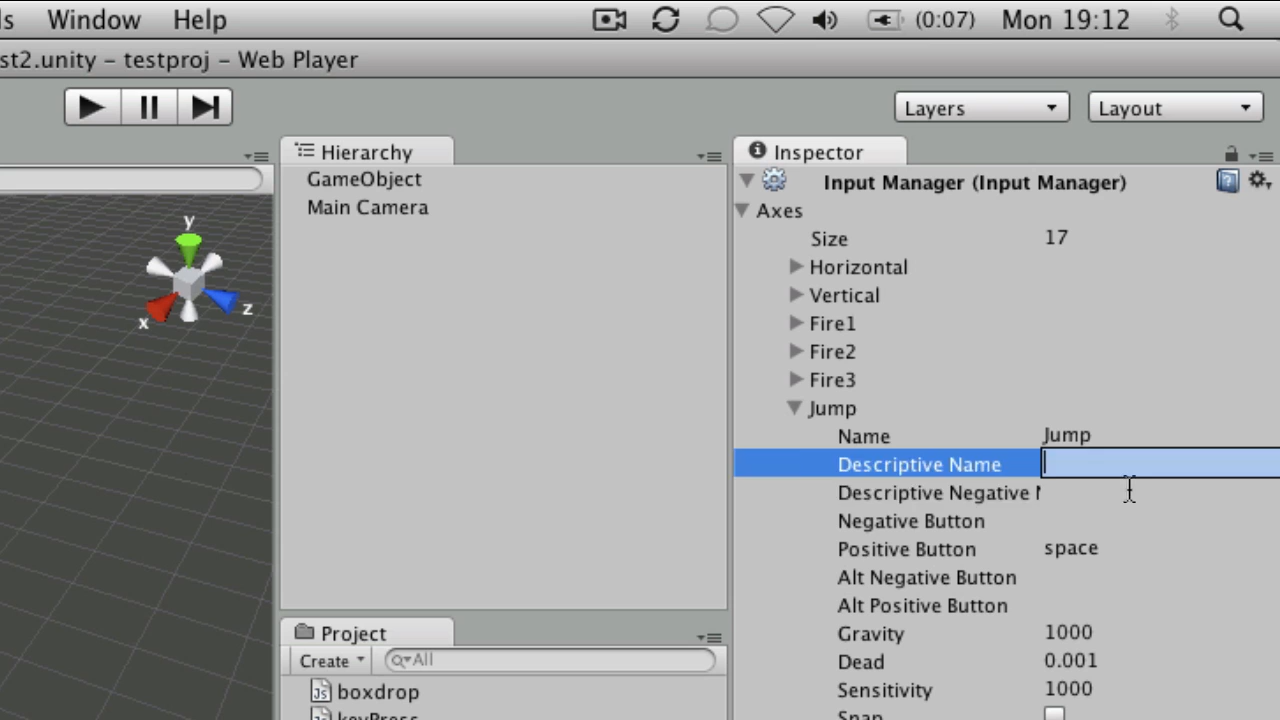 ls Window Help (0:07) Mon 19:12
st2.unity – testproj – Web Player
Layers Layout
Hierarchy
GameObject
Main Camera
y
x
z
Project
Create All
boxdrop
keyPress
Inspector
Input Manager (Input Manager)
Axes
Size 17
Horizontal
Vertical
Fire1
Fire2
Fire3
Jump
Name Jump
Descriptive Name
Descriptive Negative N
Negative Button
Positive Button space
Alt Negative Button
Alt Positive Button
Gravity 1000
Dead 0.001
Sensitivity 1000
Snap